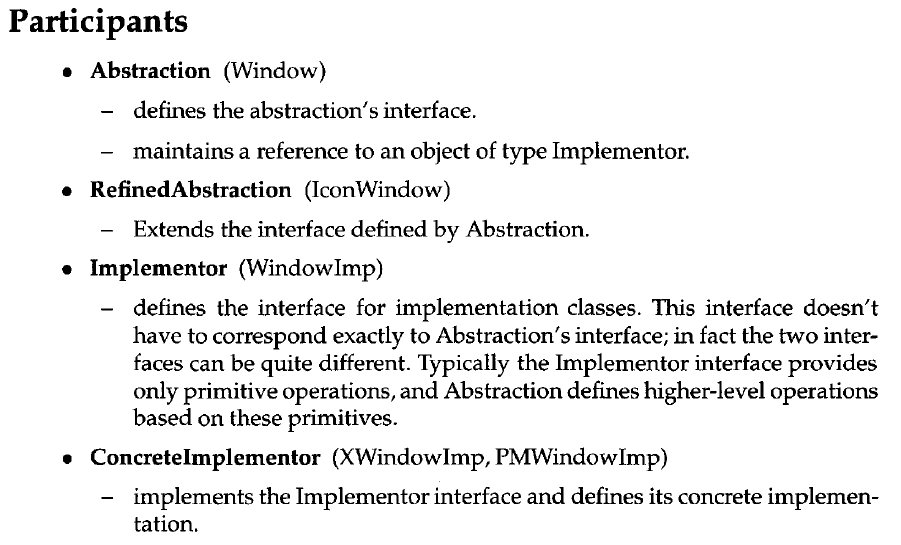 Participants
• Abstraction (Window)
– defines the abstraction's interface.
– maintains a reference to an object of type Implementor.
• RefinedAbstraction (IconWindow)
– Extends the interface defined by Abstraction.
• Implementor (WindowImp)
– defines the interface for implementation classes. This interface doesn't
have to correspond exactly to Abstraction's interface; in fact the two inter-
faces can be quite different. Typically the Implementor interface provides
only primitive operations, and Abstraction defines higher-level operations
based on these primitives.
• ConcreteImplementor (XWindowImp, PMWindowImp)
– implements the Implementor interface and defines its concrete implemen-
tation.